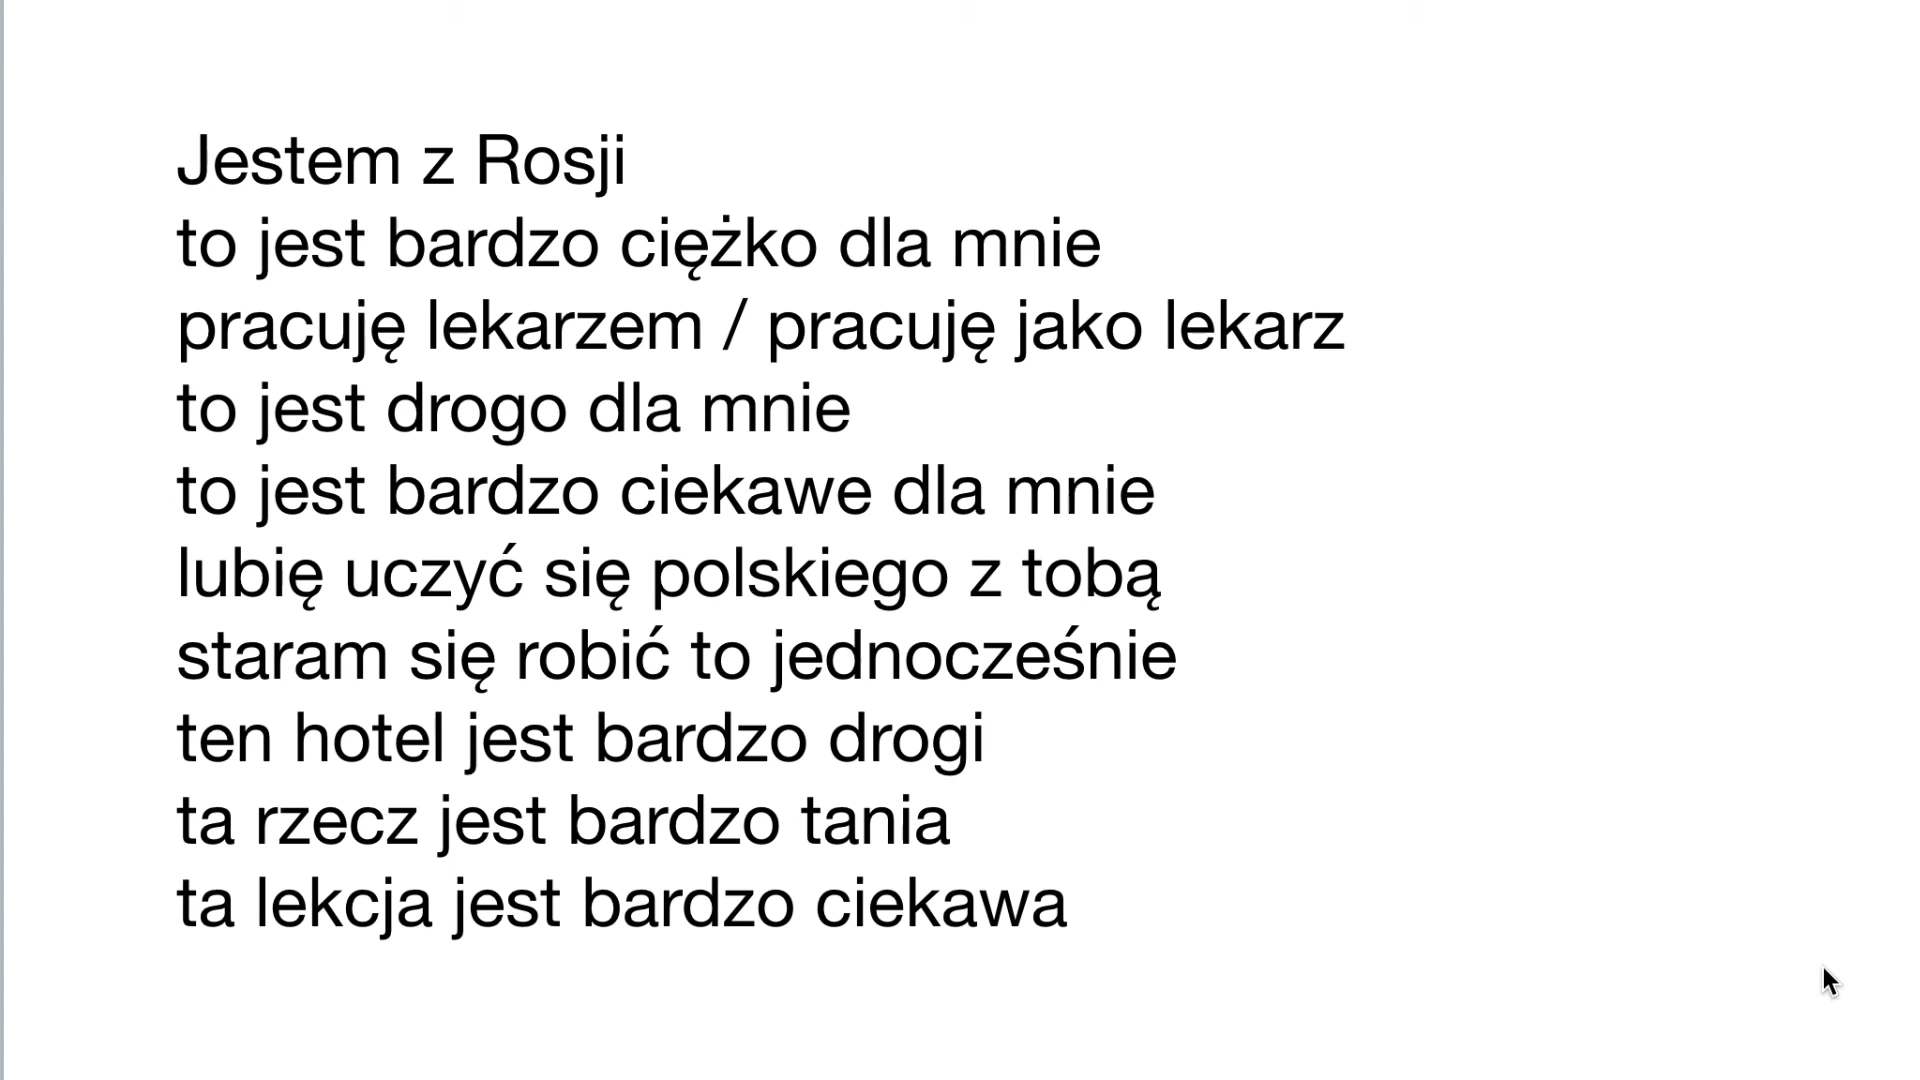 Jestem z Rosji
to jest bardzo ciężko dla mnie
pracuję lekarzem / pracuję jako lekarz
to jest drogo dla mnie
to jest bardzo ciekawe dla mnie
lubię uczyć się polskiego z tobą
staram się robić to jednocześnie
ten hotel jest bardzo drogi
ta rzecz jest bardzo tania
ta lekcja jest bardzo ciekawa